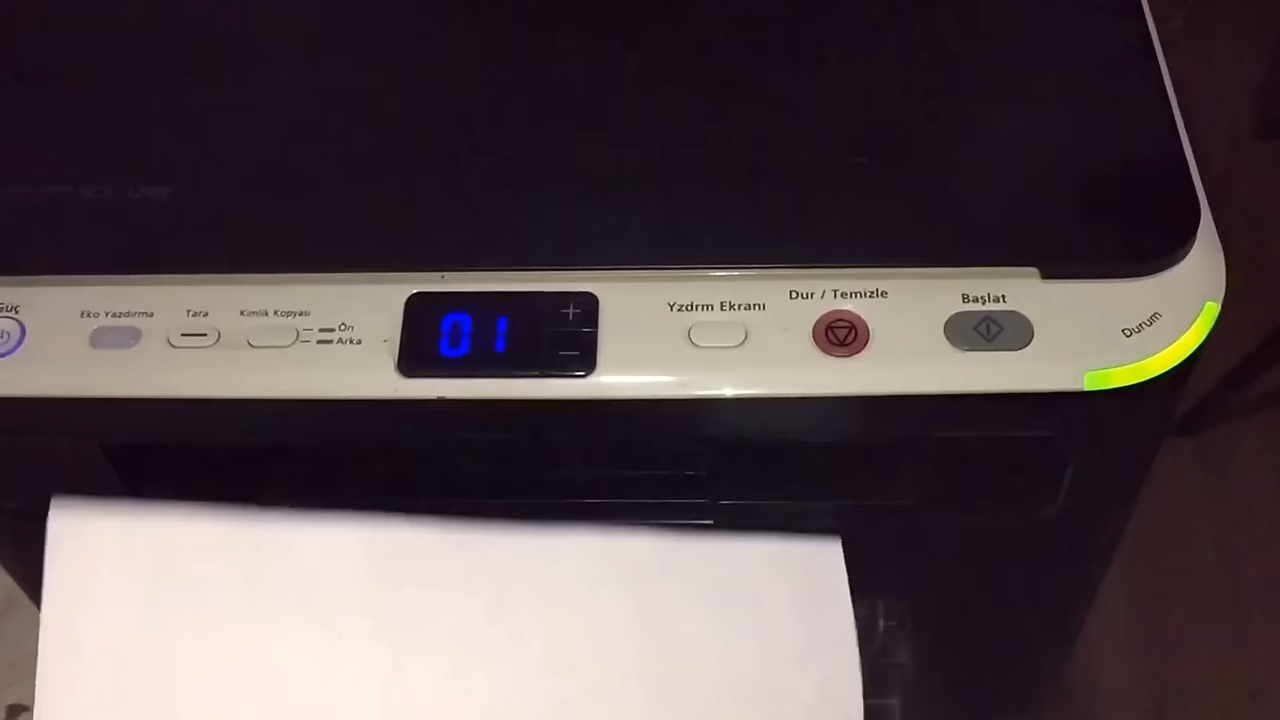 Güç
Eko Yazdırma
Tara
Kimlik Kopyası
Ön
Arka
01
+
−
Yzdrm Ekranı
Dur / Temizle
Başlat
Durum